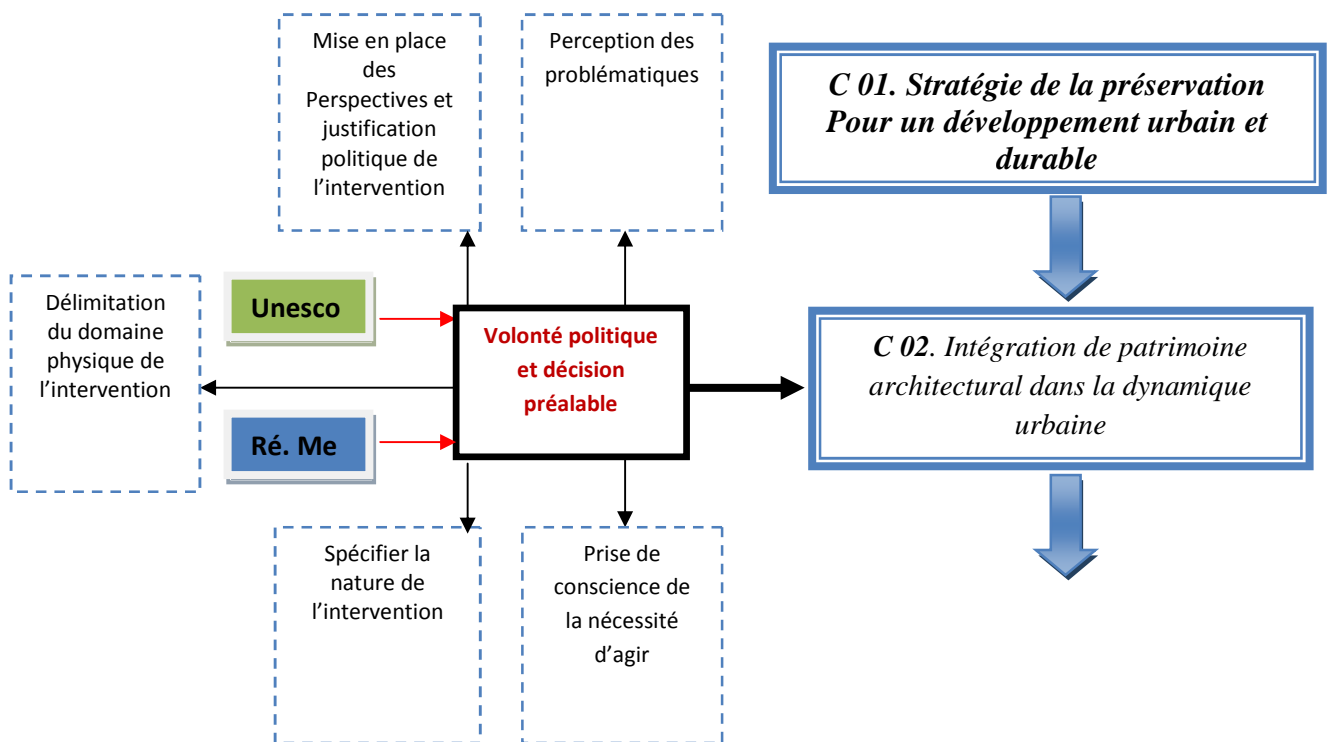 Mise en place
des
Perspectives et
justification
politique de
l’intervention
Perception des
problématiques
C 01. Stratégie de la préservation
Pour un développement urbain et
durable
Délimitation
du domaine
physique de
l’intervention
Unesco
Ré. Me
Volonté politique
et décision
préalable
C 02. Intégration de patrimoine
architectural dans la dynamique
urbaine
Spécifier la
nature de
l’intervention
Prise de
conscience de
la nécessité
d’agir